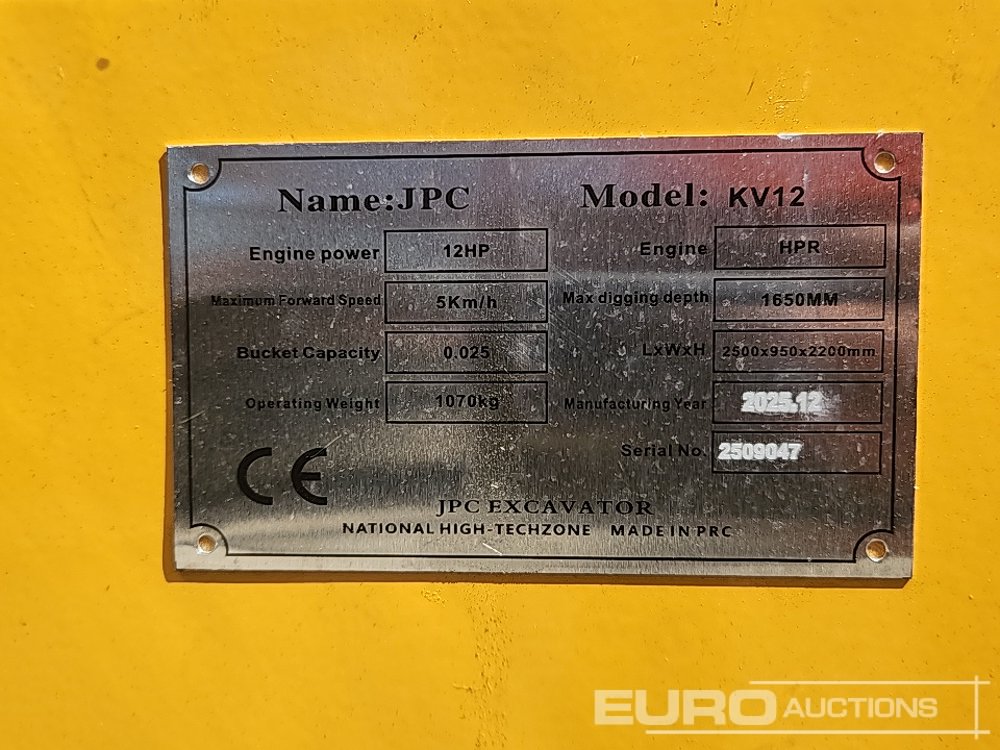 Name:JPC Model: KV12
Engine power 12HP Engine HPR
Maximum Forward Speed 5Km/h Max digging depth 1650MM
Bucket Capacity 0.025 LxWxH 2500x950x2200mm
Operating Weight 1070kg Manufacturing Year 2025.12
Serial No. 2509047
CE
JPC EXCAVATOR
NATIONAL HIGH-TECHZONE MADE IN PRC
EURO AUCTIONS